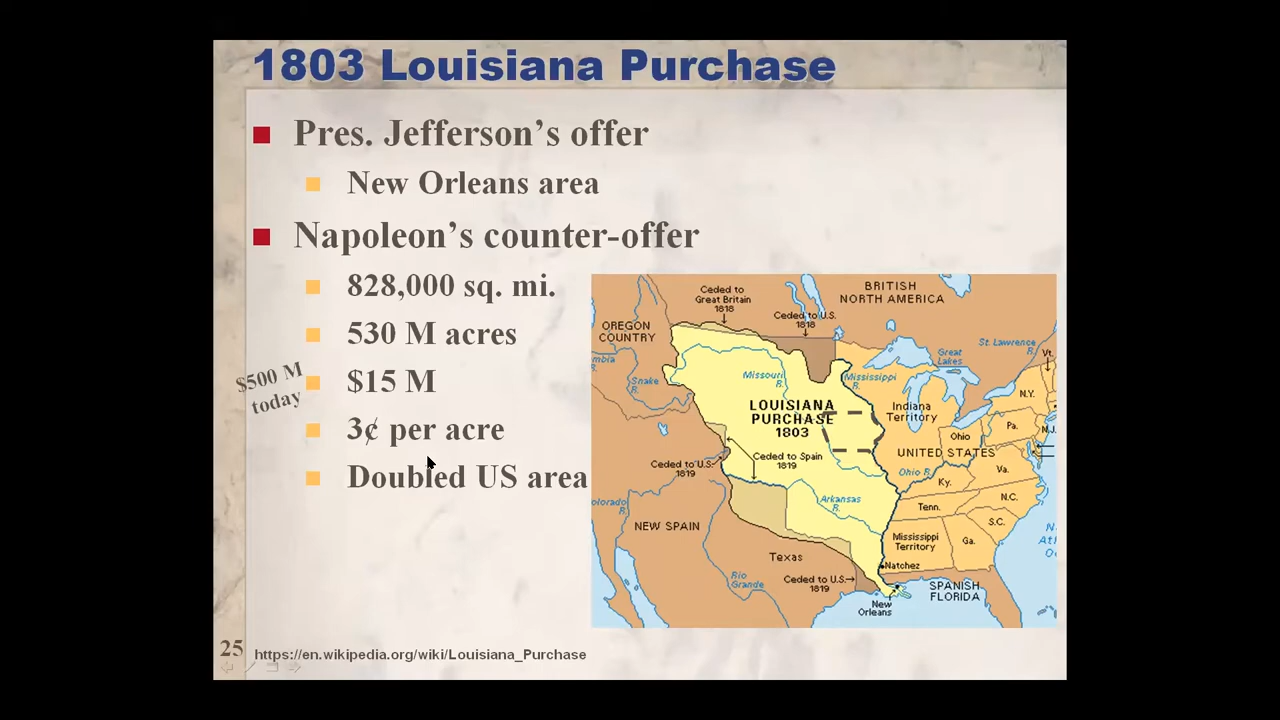 1803 Louisiana Purchase
Pres. Jefferson’s offer
New Orleans area
Napoleon’s counter-offer
828,000 sq. mi.
530 M acres
$500 M
today
$15 M
3¢ per acre
Doubled US area
Ceded to
Great Britain
1818
BRITISH
NORTH AMERICA
Ceded to U.S.
1818
OREGON
COUNTRY
St. Lawrence
R.
Great
Lakes
Vt.
mbia
R.
Snake
R.
Missouri
R.
Mississippi
R.
N.Y.
LOUISIANA
PURCHASE
1803
Indiana
Territory
Pa.
N.J.
Ohio
UNITED STATES
Ceded to U.S.
1819
Ceded to Spain
1819
Ohio R.
Va.
Ky.
olorado
R.
Arkansas
R.
N.C.
Tenn.
NEW SPAIN
S.C.
Mississippi
Territory
Ga.
N
At
Oc
Texas
Natchez
Rio
Grande
Ceded to U.S.
1819
SPANISH
FLORIDA
New
Orleans
25
https://en.wikipedia.org/wiki/Louisiana_Purchase